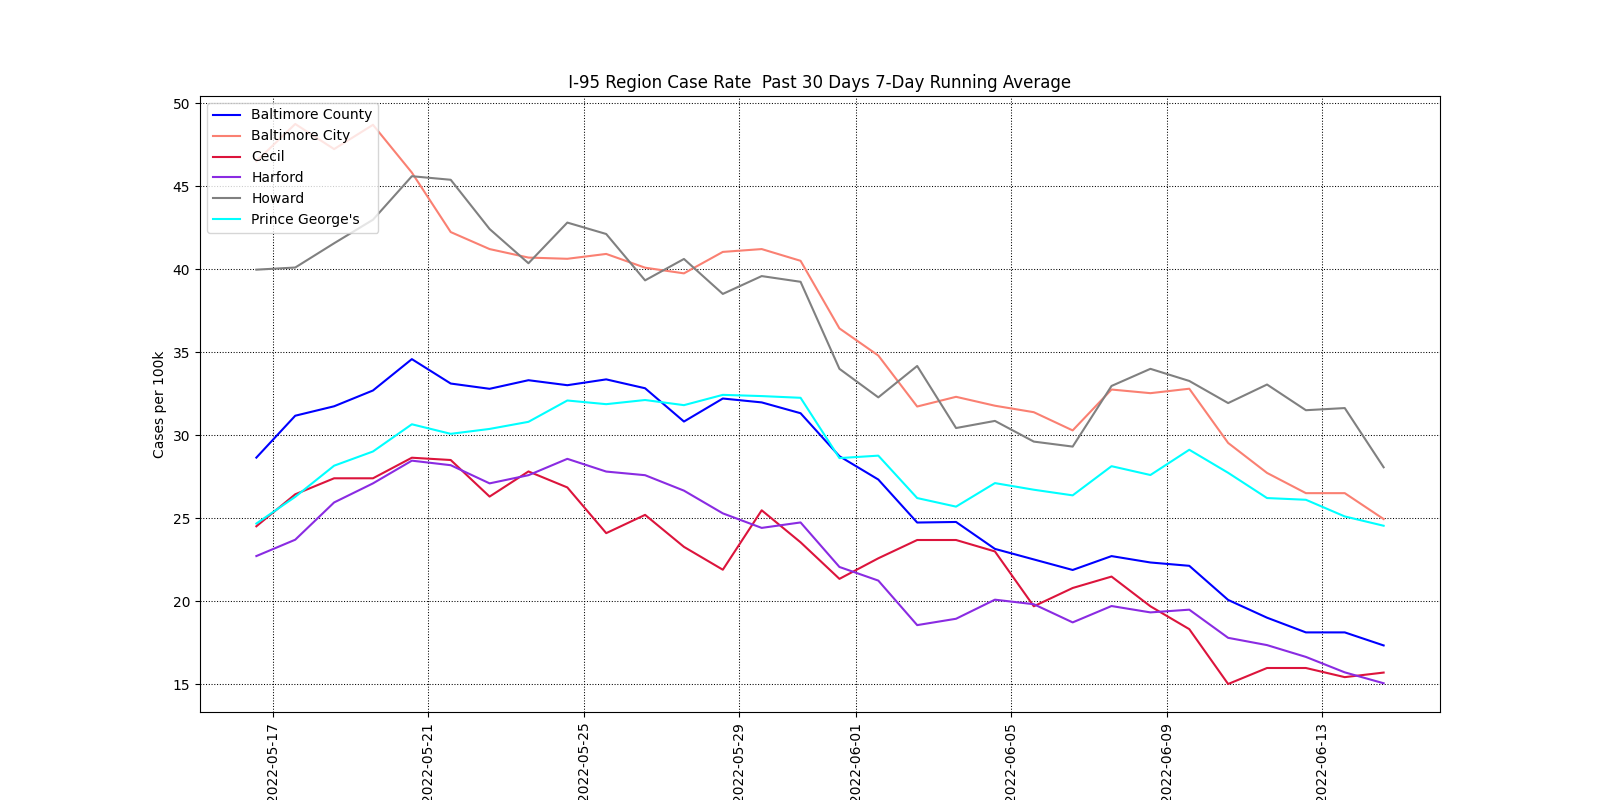 I-95 Region Case Rate  Past 30 Days 7-Day Running Average
Baltimore County
Baltimore City
Cecil
Harford
Howard
Prince George's
Cases per 100k
50
45
40
35
30
25
20
15
2022-05-17
2022-05-21
2022-05-25
2022-05-29
2022-06-01
2022-06-05
2022-06-09
2022-06-13